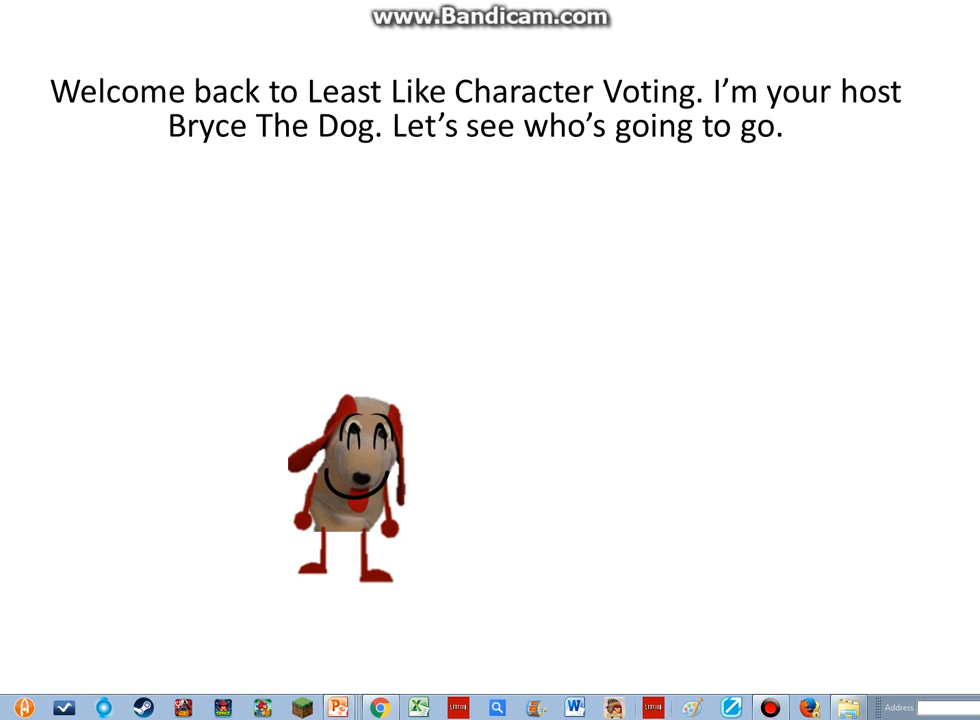 www.Bandicam.com
Welcome back to Least Like Character Voting. I’m your host
Bryce The Dog. Let’s see who’s going to go.
Address